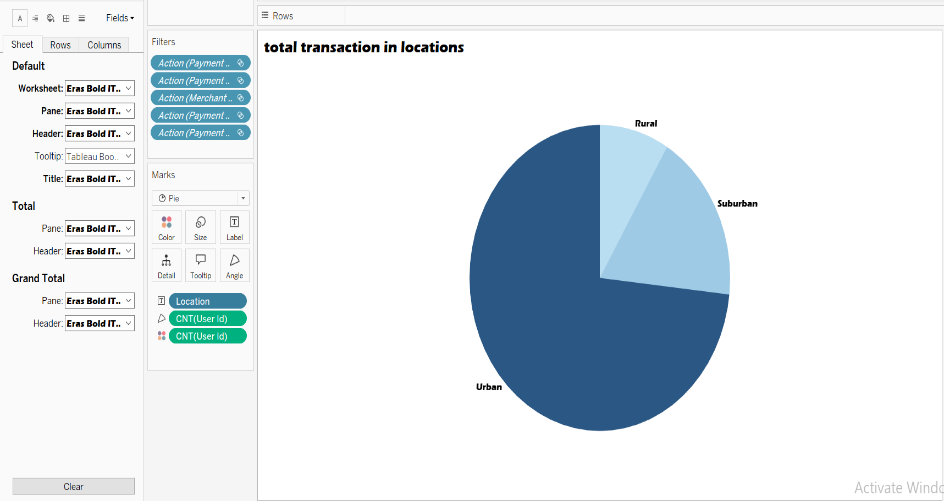 A
Fields
Sheet Rows Columns
Default
Worksheet: Eras Bold IT..
Pane: Eras Bold IT..
Header: Eras Bold IT..
Tooltip: Tableau Boo..
Title: Eras Bold IT..
Total
Pane: Eras Bold IT..
Header: Eras Bold IT..
Grand Total
Pane: Eras Bold IT..
Header: Eras Bold IT..
Clear
Filters
Action (Payment ..
Action (Payment ..
Action (Merchant ..
Action (Payment ..
Action (Payment ..
Marks
Pie
Color Size Label
T
Detail Tooltip Angle
T Location
CNT(User Id)
CNT(User Id)
Rows
total transaction in locations
Rural
Suburban
Urban
Activate Windo